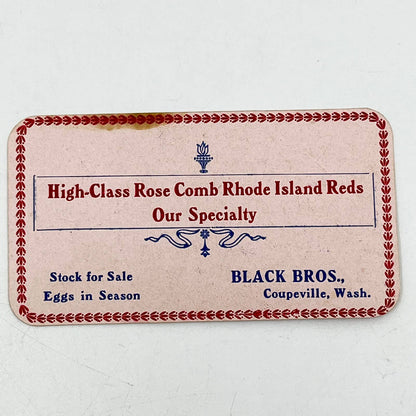 High-Class Rose Comb Rhode Island Reds
Our Specialty
Stock for Sale
Eggs in Season
BLACK BROS.,
Coupeville, Wash.